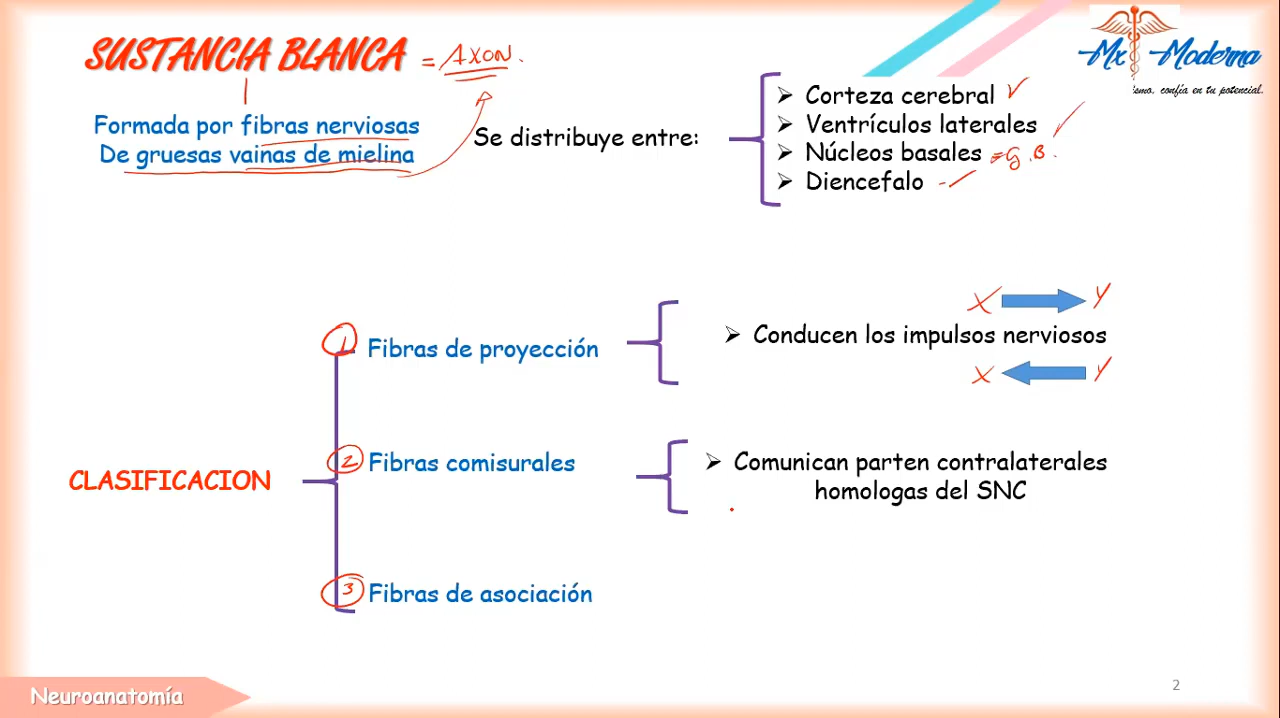 SUSTANCIA BLANCA = AXON.
Mx Moderna
ismo, confía en tu potencial.
Formada por fibras nerviosas
De gruesas vainas de mielina
Se distribuye entre:
➢ Corteza cerebral
➢ Ventrículos laterales
➢ Núcleos basales = G.B.
➢ Diencefalo
CLASIFICACION
1 Fibras de proyección
X Y
➢ Conducen los impulsos nerviosos
X Y
2 Fibras comisurales
➢ Comunican parten contralaterales
homologas del SNC
3 Fibras de asociación
Neuroanatomía
2